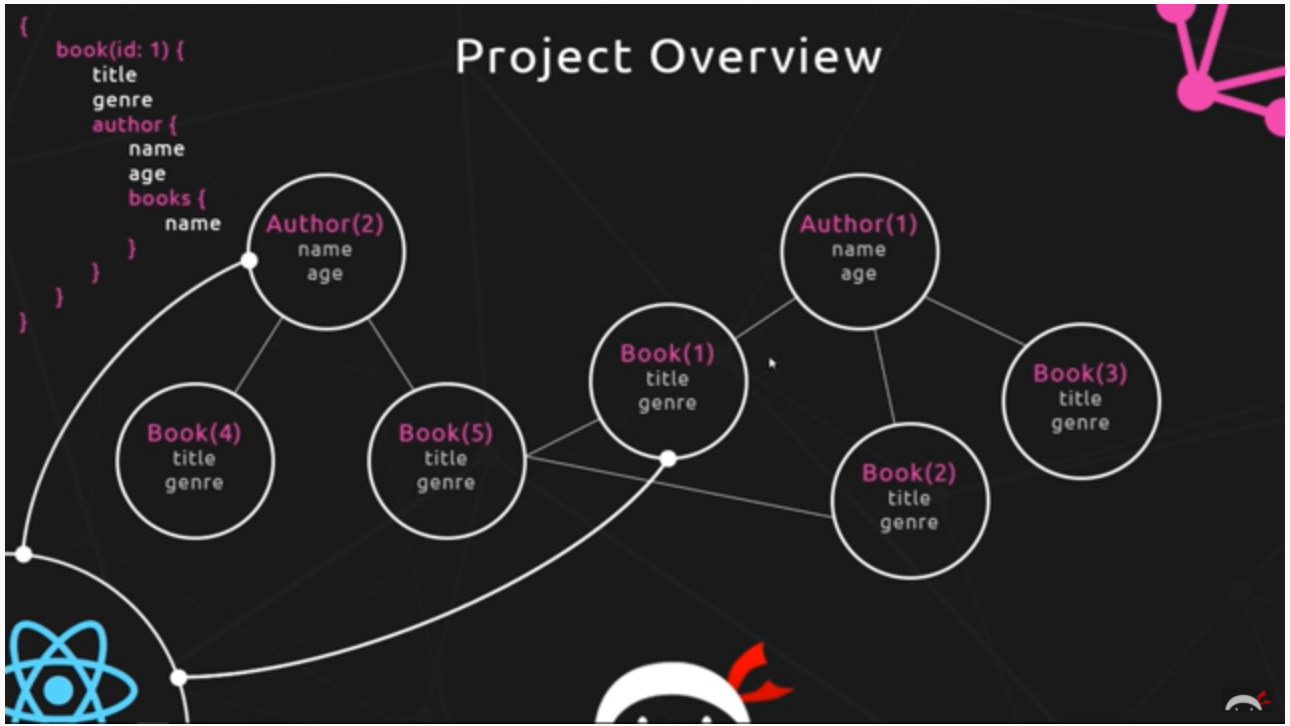 Project Overview
{
book(id: 1) {
title
genre
author {
name
age
books {
name
}
}
}
}
Author(2)
name
age
Author(1)
name
age
Book(1)
title
genre
Book(3)
title
genre
Book(4)
title
genre
Book(5)
title
genre
Book(2)
title
genre